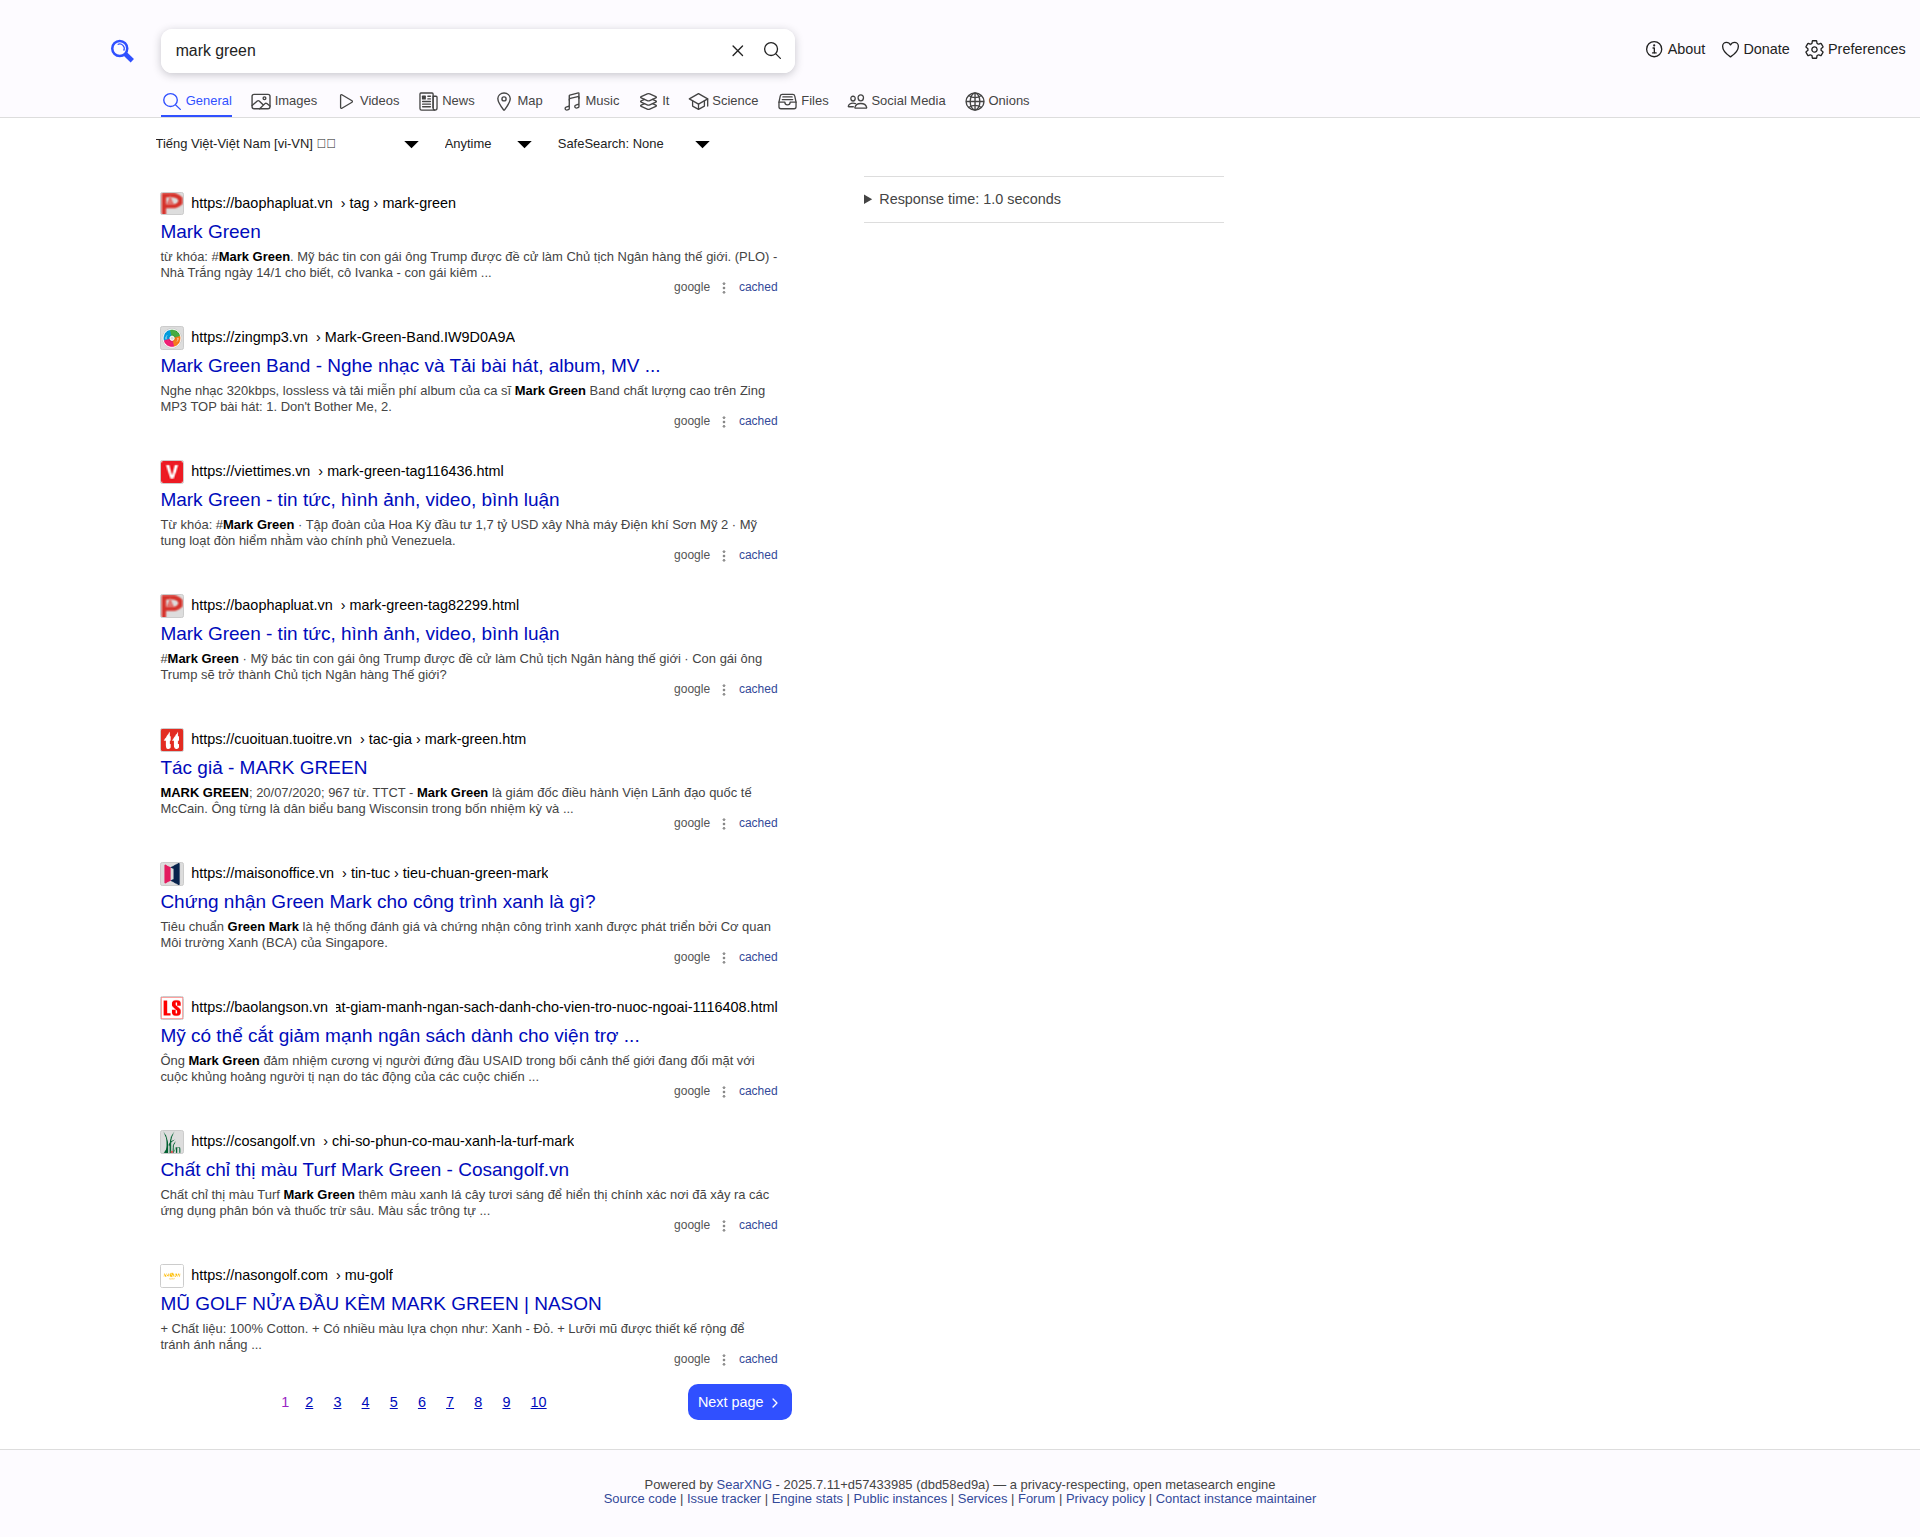 mark green
About Donate Preferences
General Images Videos News Map Music It Science Files Social Media Onions
Tiếng Việt-Việt Nam [vi-VN] Anytime SafeSearch: None
Response time: 1.0 seconds
https://baophapluat.vn › tag › mark-green
Mark Green
từ khóa: #Mark Green. Mỹ bác tin con gái ông Trump được đề cử làm Chủ tịch Ngân hàng thế giới. (PLO) -
Nhà Trắng ngày 14/1 cho biết, cô Ivanka - con gái kiêm ...
google cached
https://zingmp3.vn › Mark-Green-Band.IW9D0A9A
Mark Green Band - Nghe nhạc và Tải bài hát, album, MV ...
Nghe nhạc 320kbps, lossless và tải miễn phí album của ca sĩ Mark Green Band chất lượng cao trên Zing
MP3 TOP bài hát: 1. Don't Bother Me, 2.
google cached
https://viettimes.vn › mark-green-tag116436.html
Mark Green - tin tức, hình ảnh, video, bình luận
Từ khóa: #Mark Green · Tập đoàn của Hoa Kỳ đầu tư 1,7 tỷ USD xây Nhà máy Điện khí Sơn Mỹ 2 · Mỹ
tung loạt đòn hiểm nhằm vào chính phủ Venezuela.
google cached
https://baophapluat.vn › mark-green-tag82299.html
Mark Green - tin tức, hình ảnh, video, bình luận
#Mark Green · Mỹ bác tin con gái ông Trump được đề cử làm Chủ tịch Ngân hàng thế giới · Con gái ông
Trump sẽ trở thành Chủ tịch Ngân hàng Thế giới?
google cached
https://cuoituan.tuoitre.vn › tac-gia › mark-green.htm
Tác giả - MARK GREEN
MARK GREEN; 20/07/2020; 967 từ. TTCT - Mark Green là giám đốc điều hành Viện Lãnh đạo quốc tế
McCain. Ông từng là dân biểu bang Wisconsin trong bốn nhiệm kỳ và ...
google cached
https://maisonoffice.vn › tin-tuc › tieu-chuan-green-mark
Chứng nhận Green Mark cho công trình xanh là gì?
Tiêu chuẩn Green Mark là hệ thống đánh giá và chứng nhận công trình xanh được phát triển bởi Cơ quan
Môi trường Xanh (BCA) của Singapore.
google cached
https://baolangson.vn at-giam-manh-ngan-sach-danh-cho-vien-tro-nuoc-ngoai-1116408.html
Mỹ có thể cắt giảm mạnh ngân sách dành cho viện trợ ...
Ông Mark Green đảm nhiệm cương vị người đứng đầu USAID trong bối cảnh thế giới đang đối mặt với
cuộc khủng hoảng người tị nạn do tác động của các cuộc chiến ...
google cached
https://cosangolf.vn › chi-so-phun-co-mau-xanh-la-turf-mark
Chất chỉ thị màu Turf Mark Green - Cosangolf.vn
Chất chỉ thị màu Turf Mark Green thêm màu xanh lá cây tươi sáng để hiển thị chính xác nơi đã xảy ra các
ứng dụng phân bón và thuốc trừ sâu. Màu sắc trông tự ...
google cached
https://nasongolf.com › mu-golf
MŨ GOLF NỬA ĐẦU KÈM MARK GREEN | NASON
+ Chất liệu: 100% Cotton. + Có nhiều màu lựa chọn như: Xanh - Đỏ. + Lưỡi mũ được thiết kế rộng để
tránh ánh nắng ...
google cached
1 2 3 4 5 6 7 8 9 10 Next page
Powered by SearXNG - 2025.7.11+d57433985 (dbd58ed9a) — a privacy-respecting, open metasearch engine
Source code | Issue tracker | Engine stats | Public instances | Services | Forum | Privacy policy | Contact instance maintainer